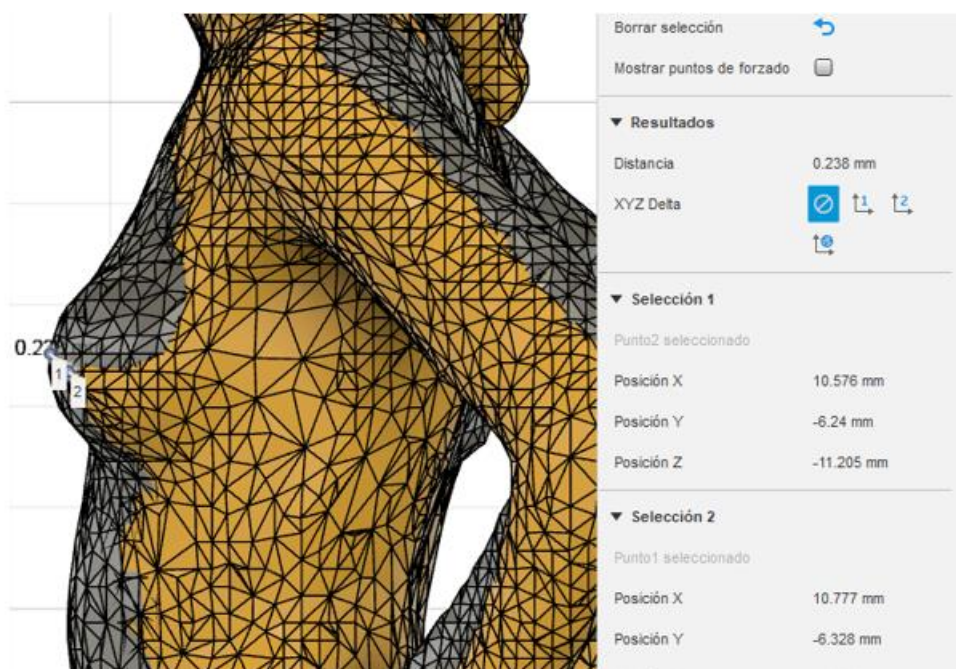 Borrar selección
Mostrar puntos de forzado
Resultados
Distancia 0.238 mm
XYZ Delta 1 2
Selección 1
Punto2 seleccionado
Posición X 10.576 mm
Posición Y -6.24 mm
Posición Z -11.205 mm
Selección 2
Punto1 seleccionado
Posición X 10.777 mm
Posición Y -6.328 mm
1
2